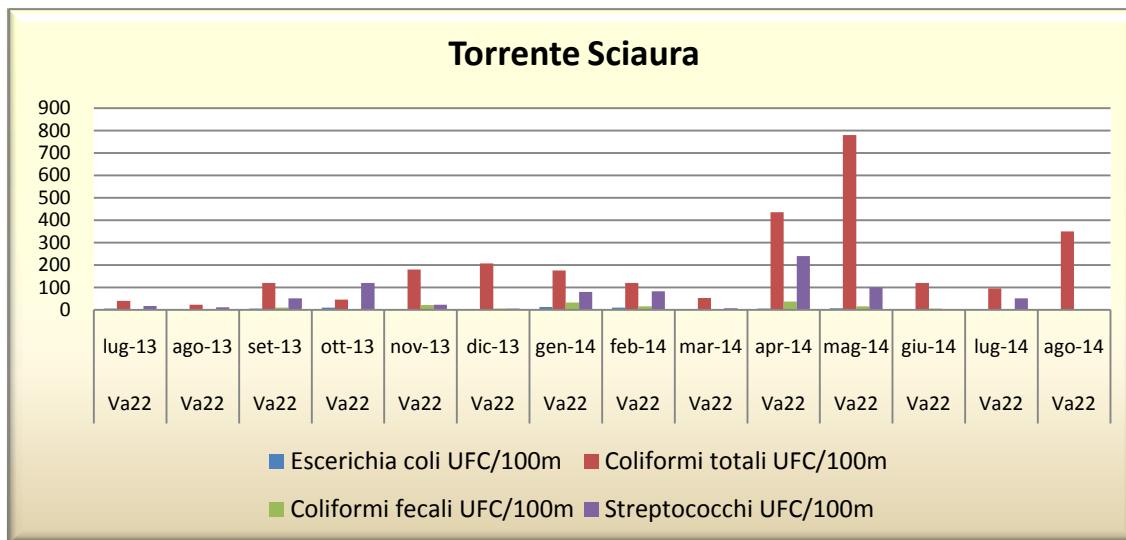 Torrente Sciaura
900
800
700
600
500
400
300
200
100
0
lug-13 ago-13 set-13 ott-13 nov-13 dic-13 gen-14 feb-14 mar-14 apr-14 mag-14 giu-14 lug-14 ago-14
Va22 Va22 Va22 Va22 Va22 Va22 Va22 Va22 Va22 Va22 Va22 Va22 Va22 Va22
Escerichia coli UFC/100m Coliformi totali UFC/100m
Coliformi fecali UFC/100m Streptococchi UFC/100m